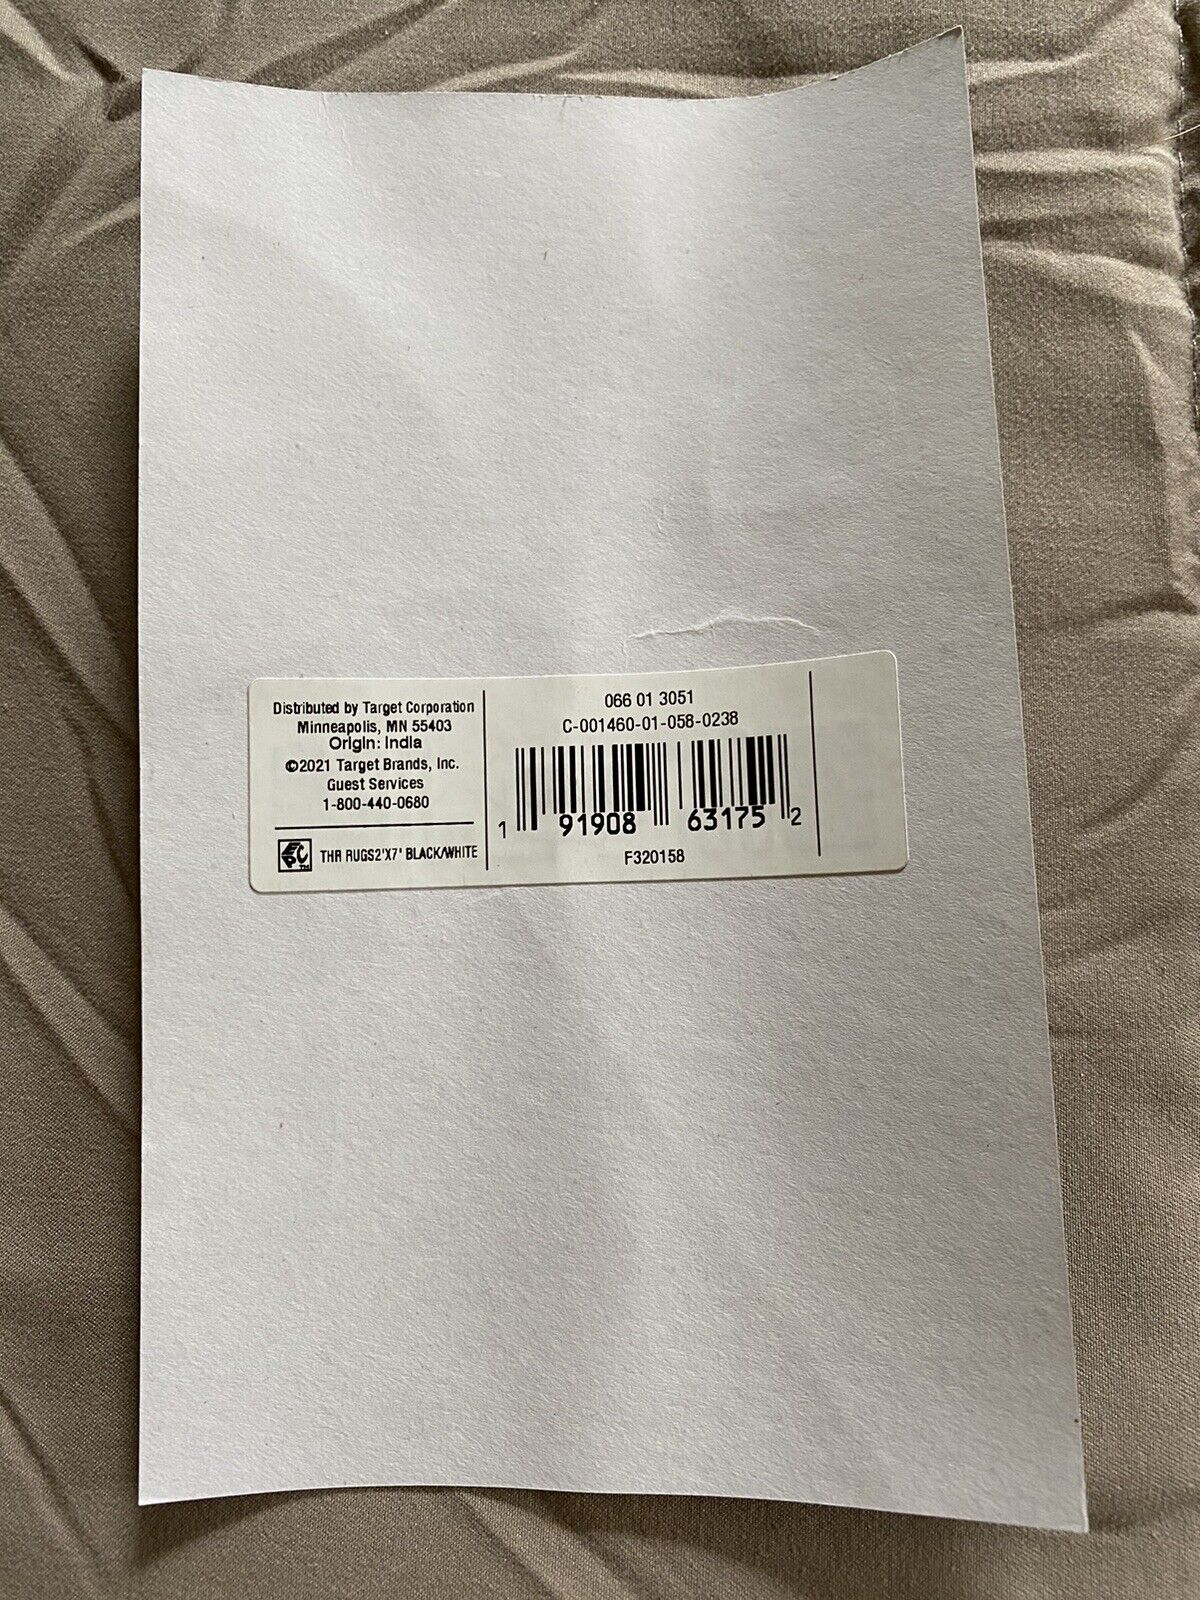 Distributed by Target Corporation
Minneapolis, MN 55403
Origin: India
©2021 Target Brands, Inc.
Guest Services
1-800-440-0680
EPC™ THR RUGS2'X7' BLACK/WHITE
066 01 3051
C-001460-01-058-0238
1 91908 63175 2
F320158